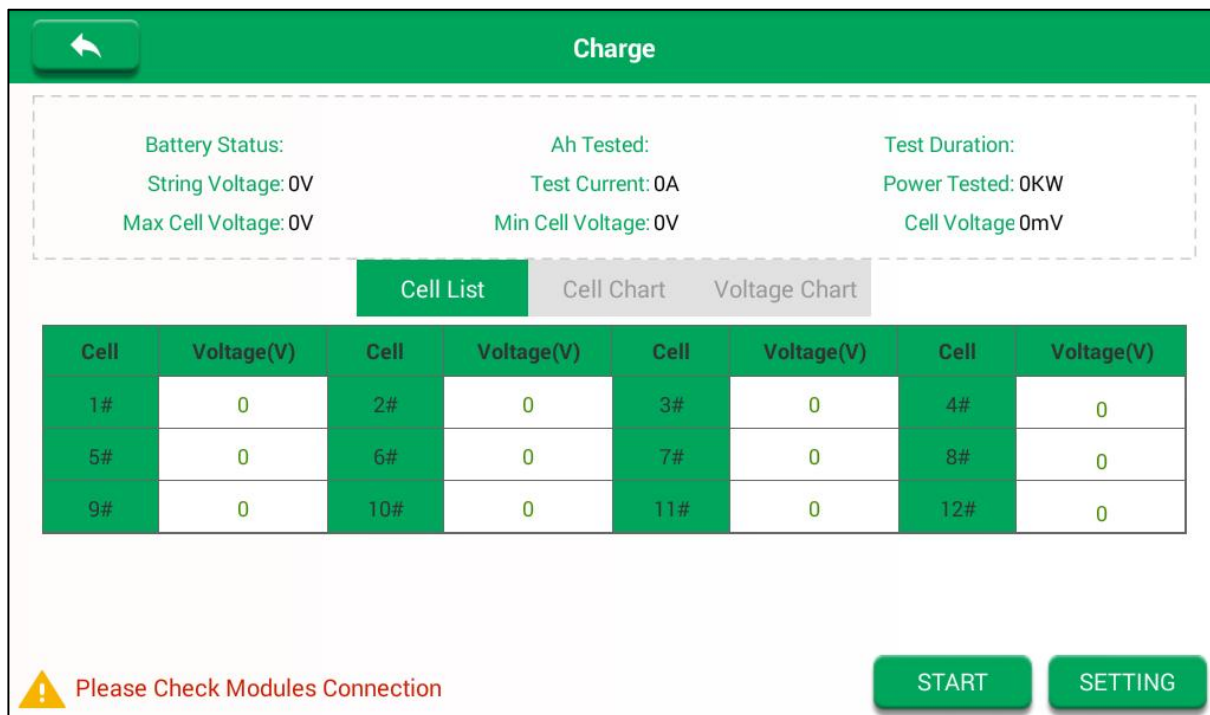 Charge
Battery Status: Ah Tested: Test Duration:
String Voltage: 0V Test Current: 0A Power Tested: 0KW
Max Cell Voltage: 0V Min Cell Voltage: 0V Cell Voltage 0mV
Cell List Cell Chart Voltage Chart
Cell Voltage(V) Cell Voltage(V) Cell Voltage(V) Cell Voltage(V)
1# 0 2# 0 3# 0 4# 0
5# 0 6# 0 7# 0 8# 0
9# 0 10# 0 11# 0 12# 0
Please Check Modules Connection START SETTING